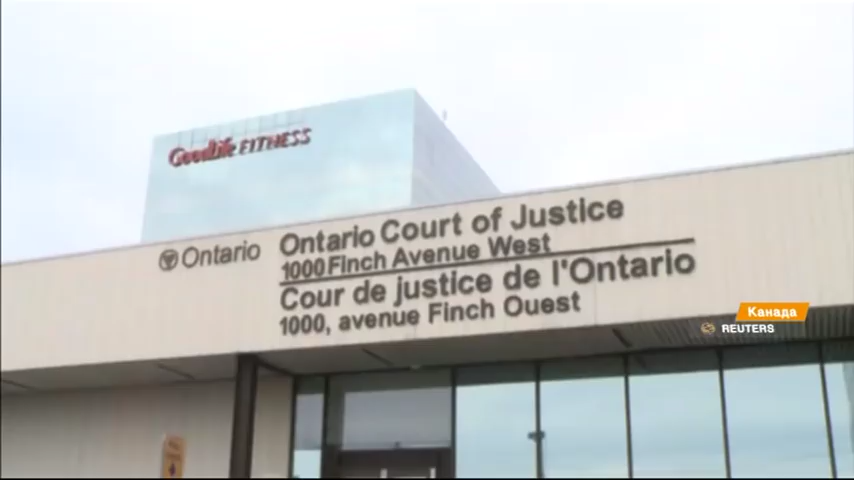 GoodLife FITNESS
Ontario
Ontario Court of Justice
1000 Finch Avenue West
Cour de justice de l'Ontario
1000, avenue Finch Ouest
Канада
REUTERS